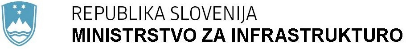 REPUBLIKA SLOVENIJA
MINISTRSTVO ZA INFRASTRUKTURO